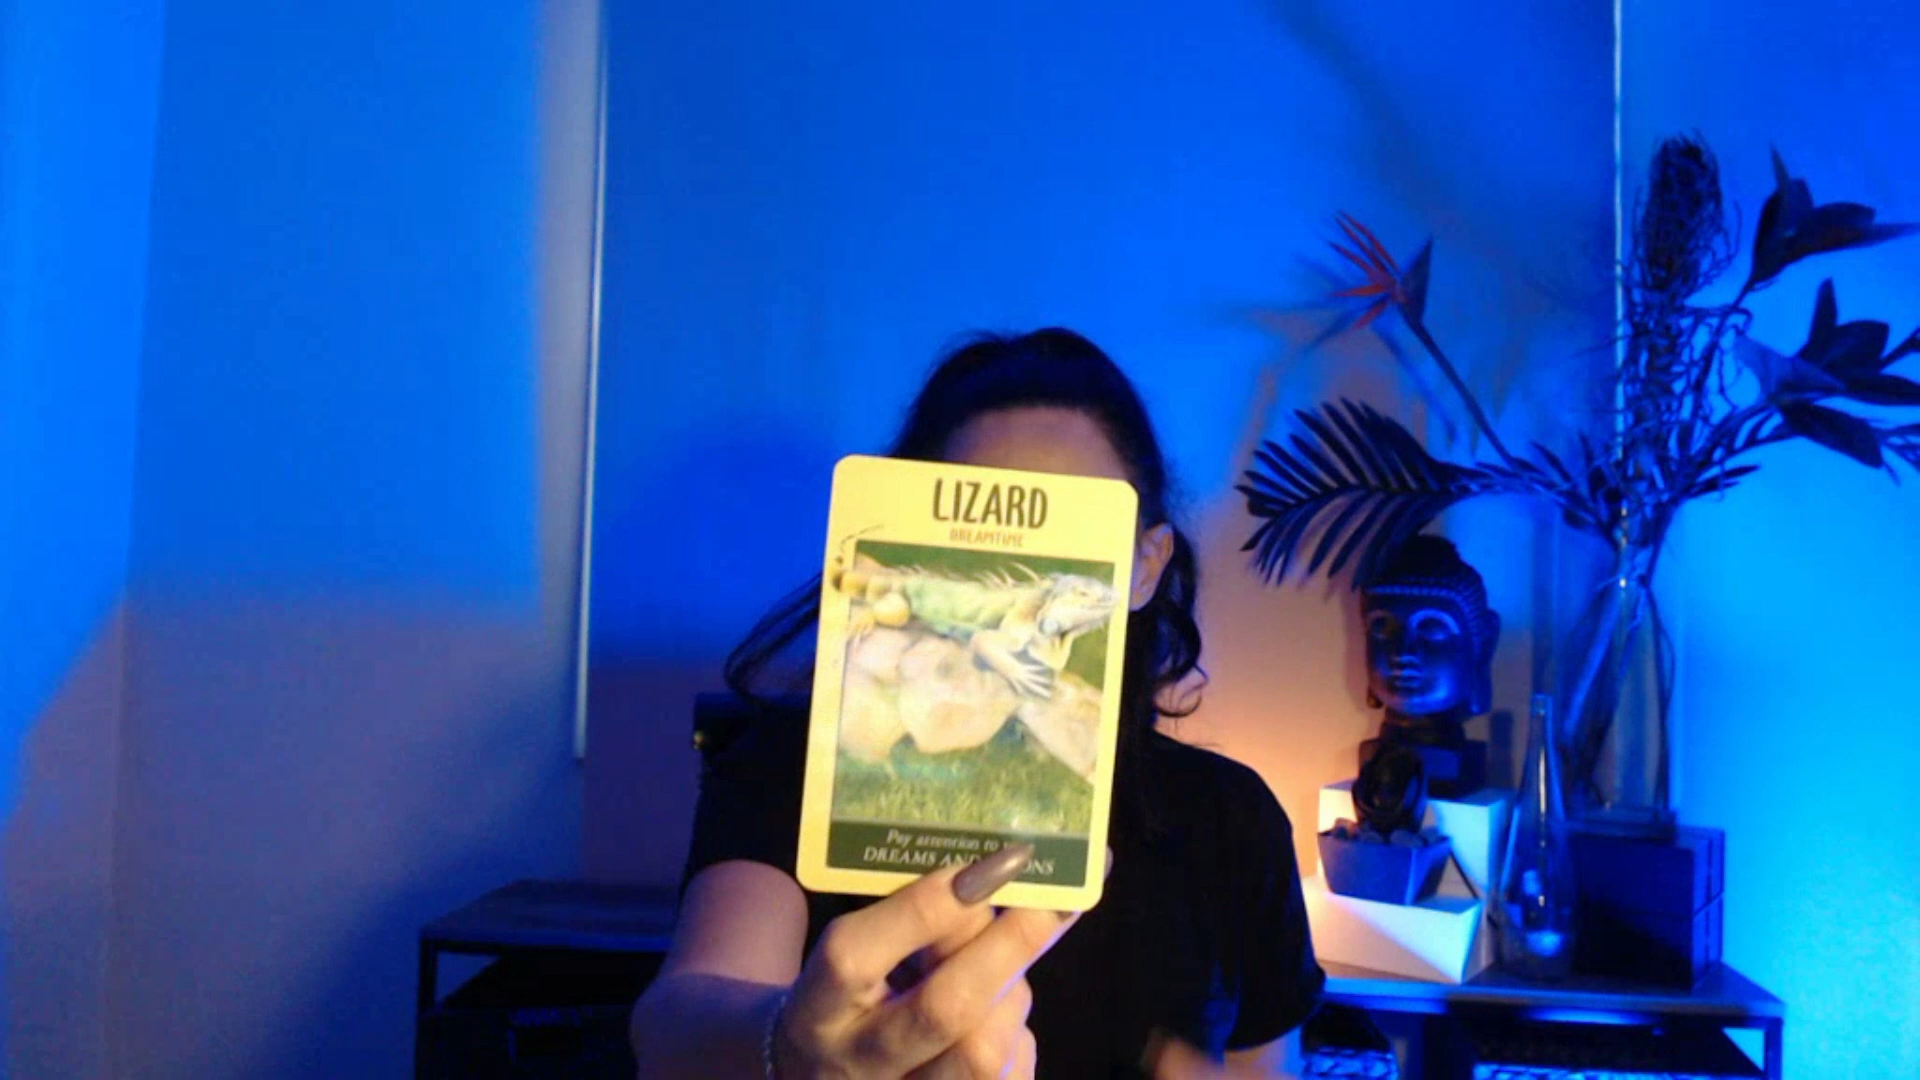 LIZARD
DREAMTIME
Pay attention to
DREAMS AND